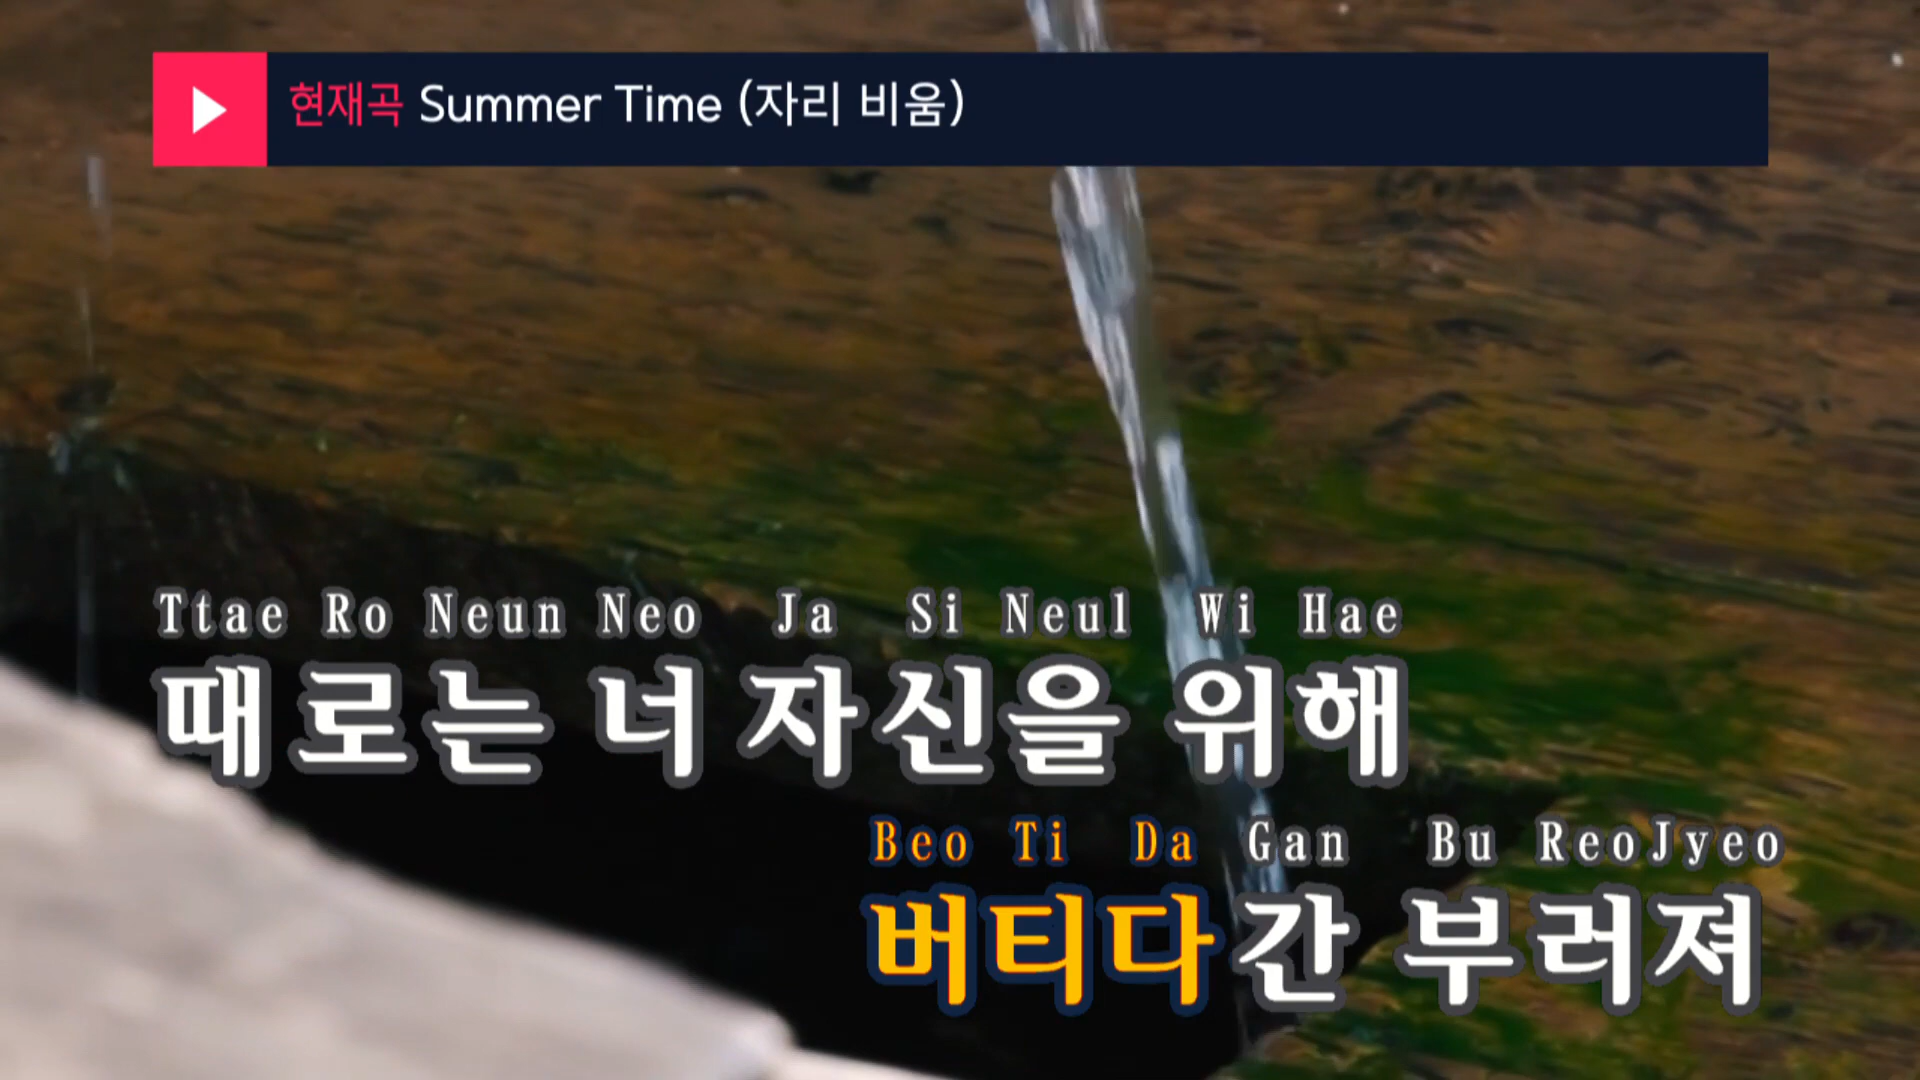 현재곡 Summer Time (자리 비움)
Ttae Ro Neun Neo Ja Si Neul Wi Hae
때로는 너 자신을 위해
Beo Ti Da Gan Bu ReoJyeo
버티다간 부러져